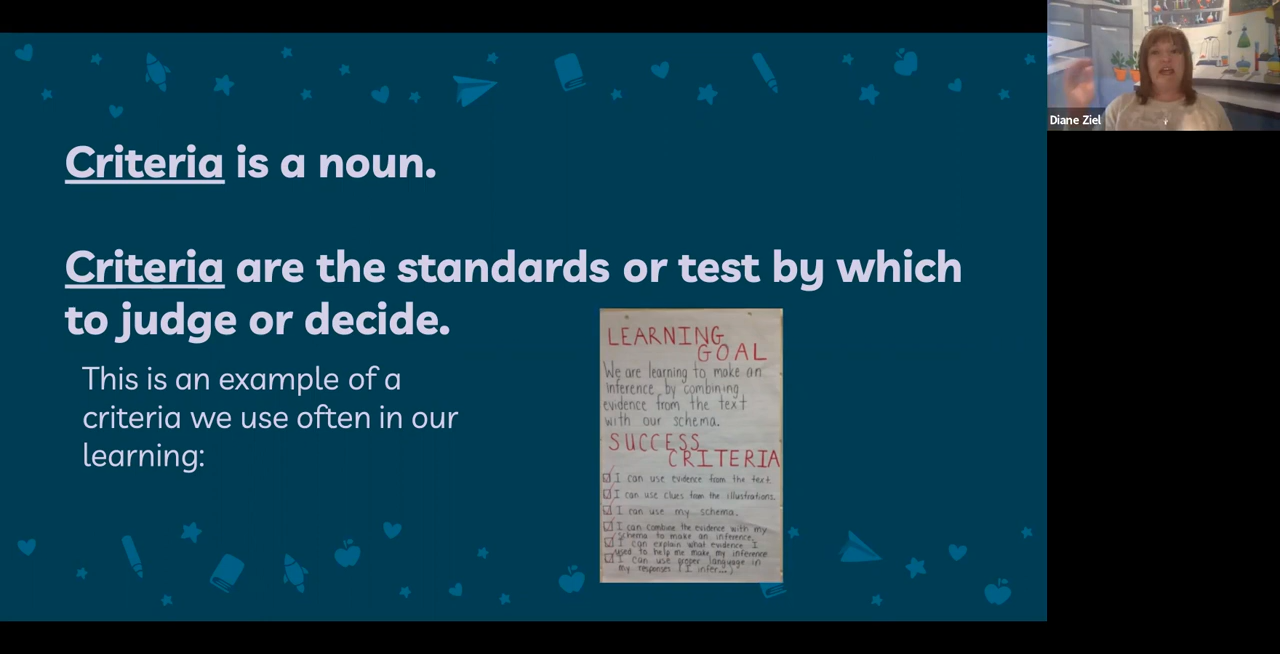 Criteria is a noun.
Criteria are the standards or test by which
to judge or decide.
This is an example of a
criteria we use often in our
learning:
LEARNING
GOAL
We are learning to make an
inference by combining
evidence from the text
with our schema.
SUCCESS
CRITERIA
I can use evidence from the text.
I can use clues from the illustrations.
I can use my schema.
I can combine the evidence with my
schema to make an inference.
I can explain what evidence I
used to help me make my inference
I can use proper language in
my responses (I infer...)
Diane Ziel